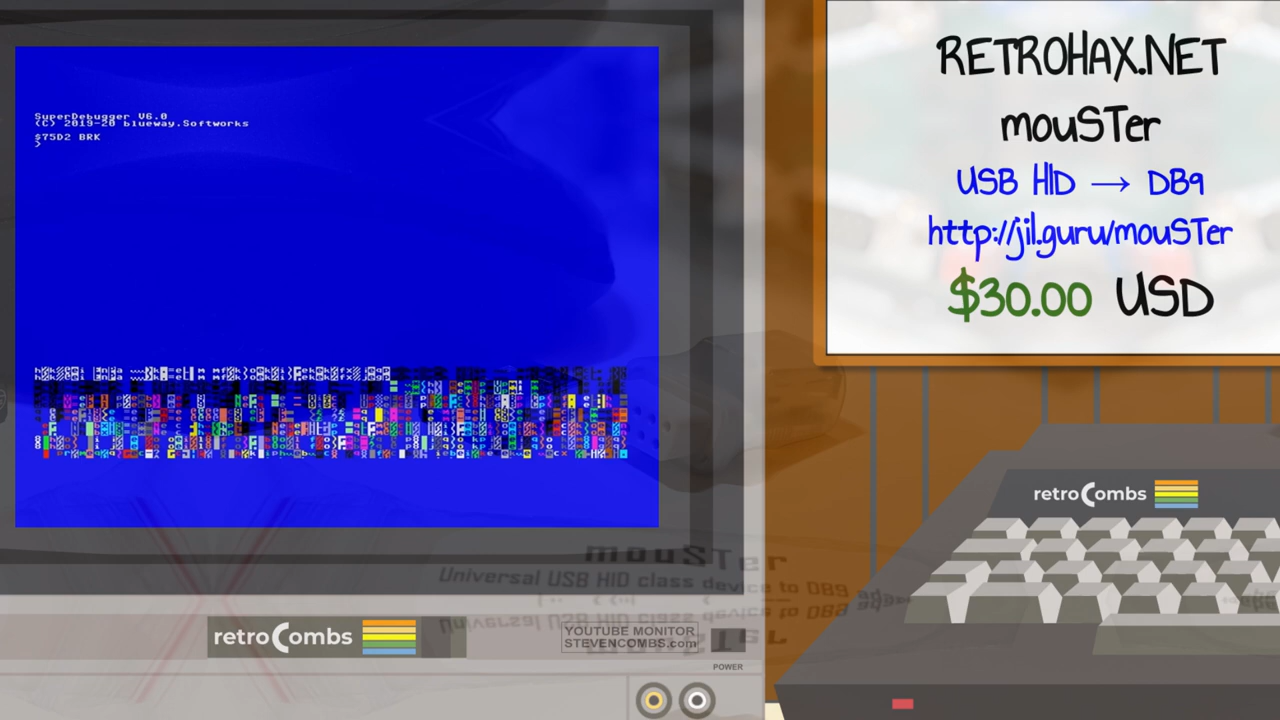 SuperDebugger V6.0
(C) 2019-20 blueway.Softworks
$75D2 BRK
>
RETROHAX.NET
mouSTer
USB HID → DB9
http://jil.guru/mouSTer
$30.00 USD
retroCombs
mouSTer
Universal USB HID class device to DB9
retroCombs
YOUTUBE MONITOR
STEVENCOMBS.com
POWER